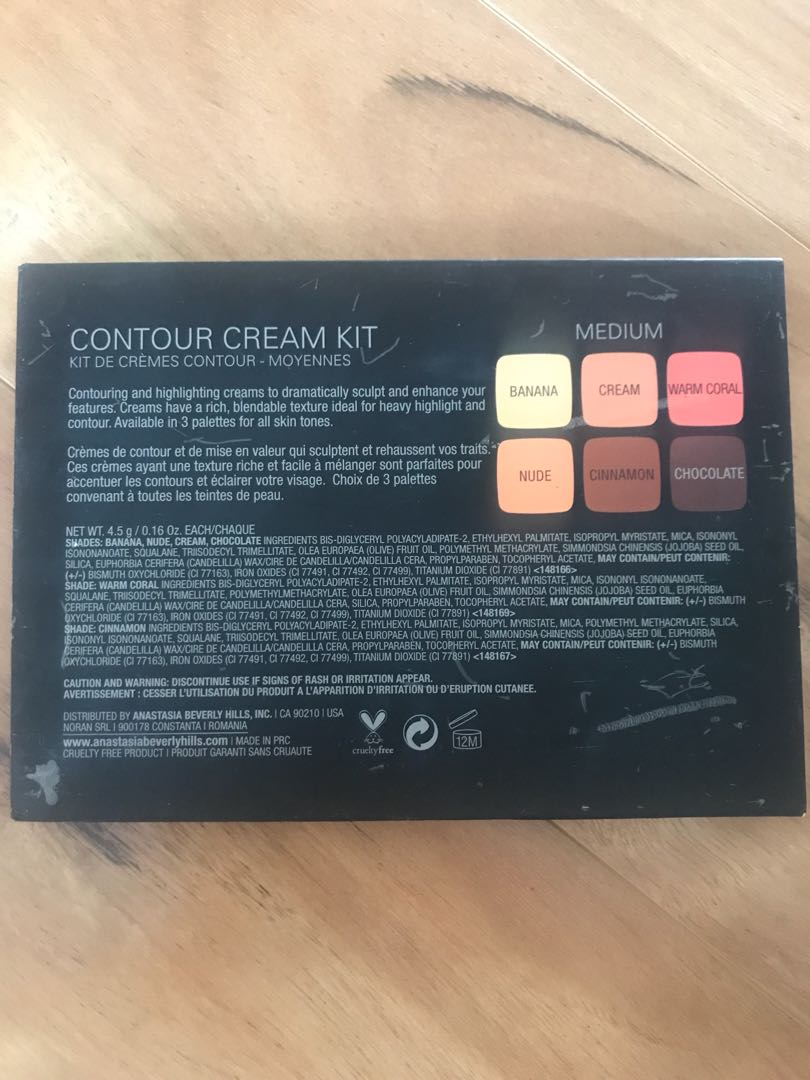 CONTOUR CREAM KIT
KIT DE CRÈMES CONTOUR - MOYENNES
Contouring and highlighting creams to dramatically sculpt and enhance your
features. Creams have a rich, blendable texture ideal for heavy highlight and
contour. Available in 3 palettes for all skin tones.
Crèmes de contour et de mise en valeur qui sculptent et rehaussent vos traits.
Ces crèmes ayant une texture riche et facile à mélanger sont parfaites pour
accentuer les contours et éclairer votre visage. Choix de 3 palettes
convenant à toutes les teintes de peau.
MEDIUM
BANANA
CREAM
WARM CORAL
NUDE
CINNAMON
CHOCOLATE
NET WT. 4.5 g / 0.16 Oz. EACH/CHAQUE
SHADES: BANANA, NUDE, CREAM, CHOCOLATE INGREDIENTS BIS-DIGLYCERYL POLYACYLADIPATE-2, ETHYLHEXYL PALMITATE, ISOPROPYL MYRISTATE, MICA, ISONONYL
ISONONANOATE, SQUALANE, TRIISODECYL TRIMELLITATE, OLEA EUROPAEA (OLIVE) FRUIT OIL, POLYMETHYL METHACRYLATE, SIMMONDSIA CHINENSIS (JOJOBA) SEED OIL,
SILICA, EUPHORBIA CERIFERA (CANDELILLA) WAX/CIRE DE CANDELILLA/CANDELILLA CERA, PROPYLPARABEN, TOCOPHERYL ACETATE, MAY CONTAIN/PEUT CONTENIR:
(+/-) BISMUTH OXYCHLORIDE (CI 77163), IRON OXIDES (CI 77491, CI 77492, CI 77499), TITANIUM DIOXIDE (CI 77891) <148166>
SHADE: WARM CORAL INGREDIENTS BIS-DIGLYCERYL POLYACYLADIPATE-2, ETHYLHEXYL PALMITATE, ISOPROPYL MYRISTATE, MICA, ISONONYL ISONONANOATE,
SQUALANE, TRIISODECYL TRIMELLITATE, POLYMETHYLMETHACRYLATE, OLEA EUROPAEA (OLIVE) FRUIT OIL, SIMMONDSIA CHINENSIS (JOJOBA) SEED OIL, EUPHORBIA
CERIFERA (CANDELILLA) WAX/CIRE DE CANDELILLA/CANDELILLA CERA, SILICA, PROPYLPARABEN, TOCOPHERYL ACETATE, MAY CONTAIN/PEUT CONTENIR: (+/-) BISMUTH
OXYCHLORIDE (CI 77163), IRON OXIDES (CI 77491, CI 77492, CI 77499), TITANIUM DIOXIDE (CI 77891) <148169>
SHADE: CINNAMON INGREDIENTS BIS-DIGLYCERYL POLYACYLADIPATE-2, ETHYLHEXYL PALMITATE, ISOPROPYL MYRISTATE, MICA, POLYMETHYL METHACRYLATE, SILICA,
ISONONYL ISONONANOATE, SQUALANE, TRIISODECYL TRIMELLITATE, OLEA EUROPAEA (OLIVE) FRUIT OIL, SIMMONDSIA CHINENSIS (JOJOBA) SEED OIL, EUPHORBIA
CERIFERA (CANDELILLA) WAX/CIRE DE CANDELILLA/CANDELILLA CERA, PROPYLPARABEN, TOCOPHERYL ACETATE, MAY CONTAIN/PEUT CONTENIR: (+/-) BISMUTH
OXYCHLORIDE (CI 77163), IRON OXIDES (CI 77491, CI 77492, CI 77499), TITANIUM DIOXIDE (CI 77891) <148167>
CAUTION AND WARNING: DISCONTINUE USE IF SIGNS OF RASH OR IRRITATION APPEAR.
AVERTISSEMENT : CESSER L'UTILISATION DU PRODUIT A L'APPARITION D'IRRITATION OU D'ERUPTION CUTANEE.
DISTRIBUTED BY ANASTASIA BEVERLY HILLS, INC. | CA 90210 | USA
NORAN SRL | 900178 CONSTANTA | ROMANIA
www.anastasiabeverlyhills.com | MADE IN PRC
CRUELTY FREE PRODUCT | PRODUIT GARANTI SANS CRUAUTE
crueltyfree
12M